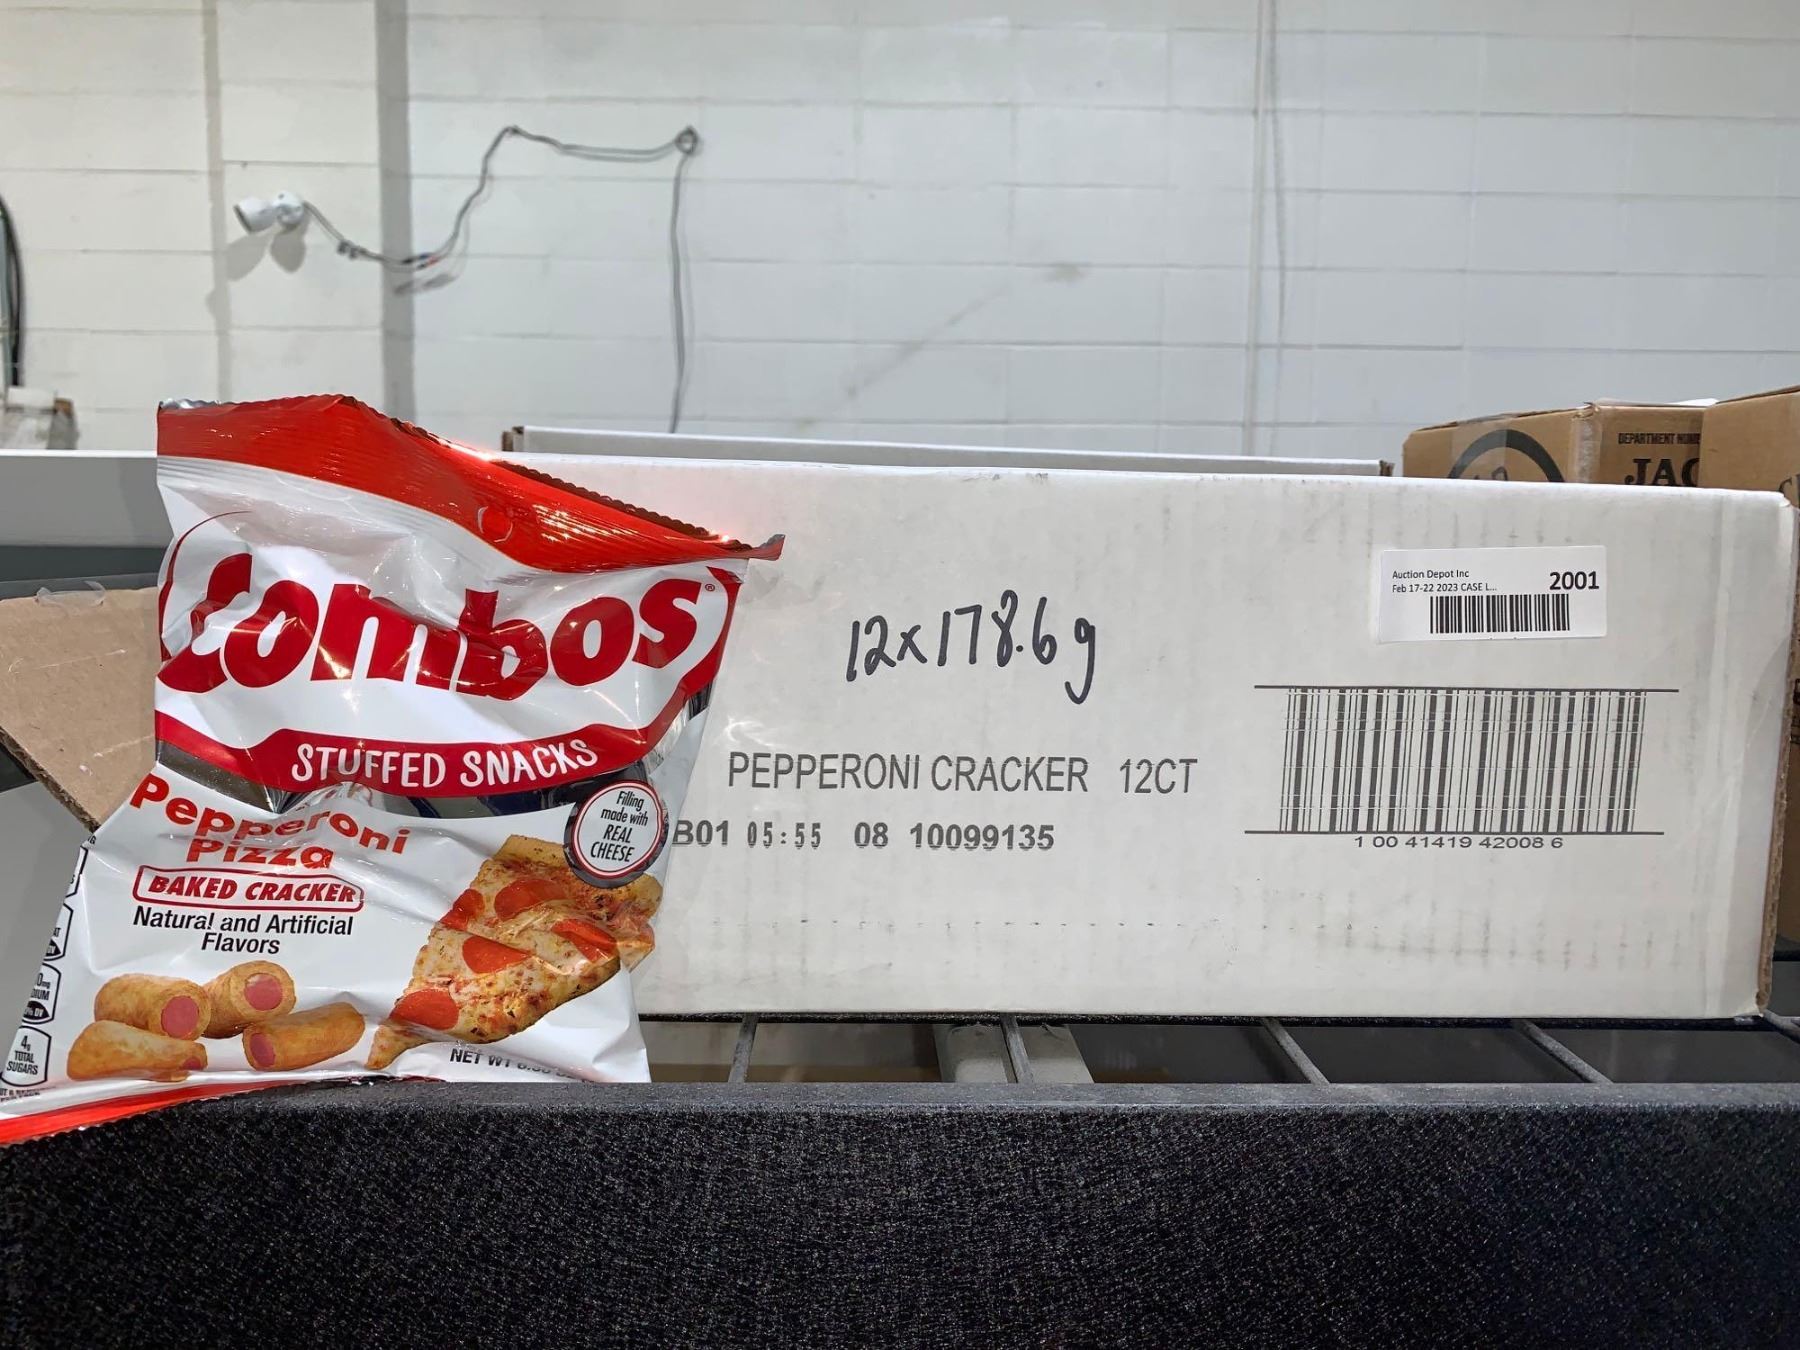 Combos®
STUFFED SNACKS
Pepperoni
Pizza
BAKED CRACKER
Natural and Artificial
Flavors
Filling
made with
REAL
CHEESE
NET WT
4g
TOTAL
SUGARS
12x178.6g
PEPPERONI CRACKER 12CT
B01 05:55 08 10099135
Auction Depot Inc
Feb 17-22 2023 CASE L...
2001
1 00 41419 42008 6
DEPARTMENT
JAC